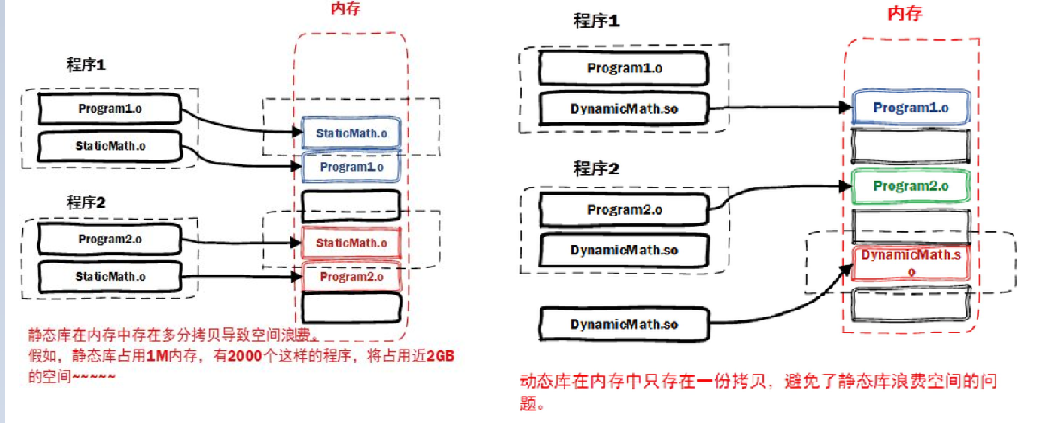 内存
程序1
Program1.o
StaticMath.o
StaticMath.o
Program1.o
程序2
Program2.o
StaticMath.o
StaticMath.o
Program2.o
静态库在内存中存在多分拷贝导致空间浪费。
假如，静态库占用1M内存，有2000个这样的程序，将占用近2GB
的空间~~~~~
内存
程序1
Program1.o
DynamicMath.so
Program1.o
程序2
Program2.o
DynamicMath.so
Program2.o
DynamicMath.s
o
DynamicMath.so
动态库在内存中只存在一份拷贝，避免了静态库浪费空间的问
题。